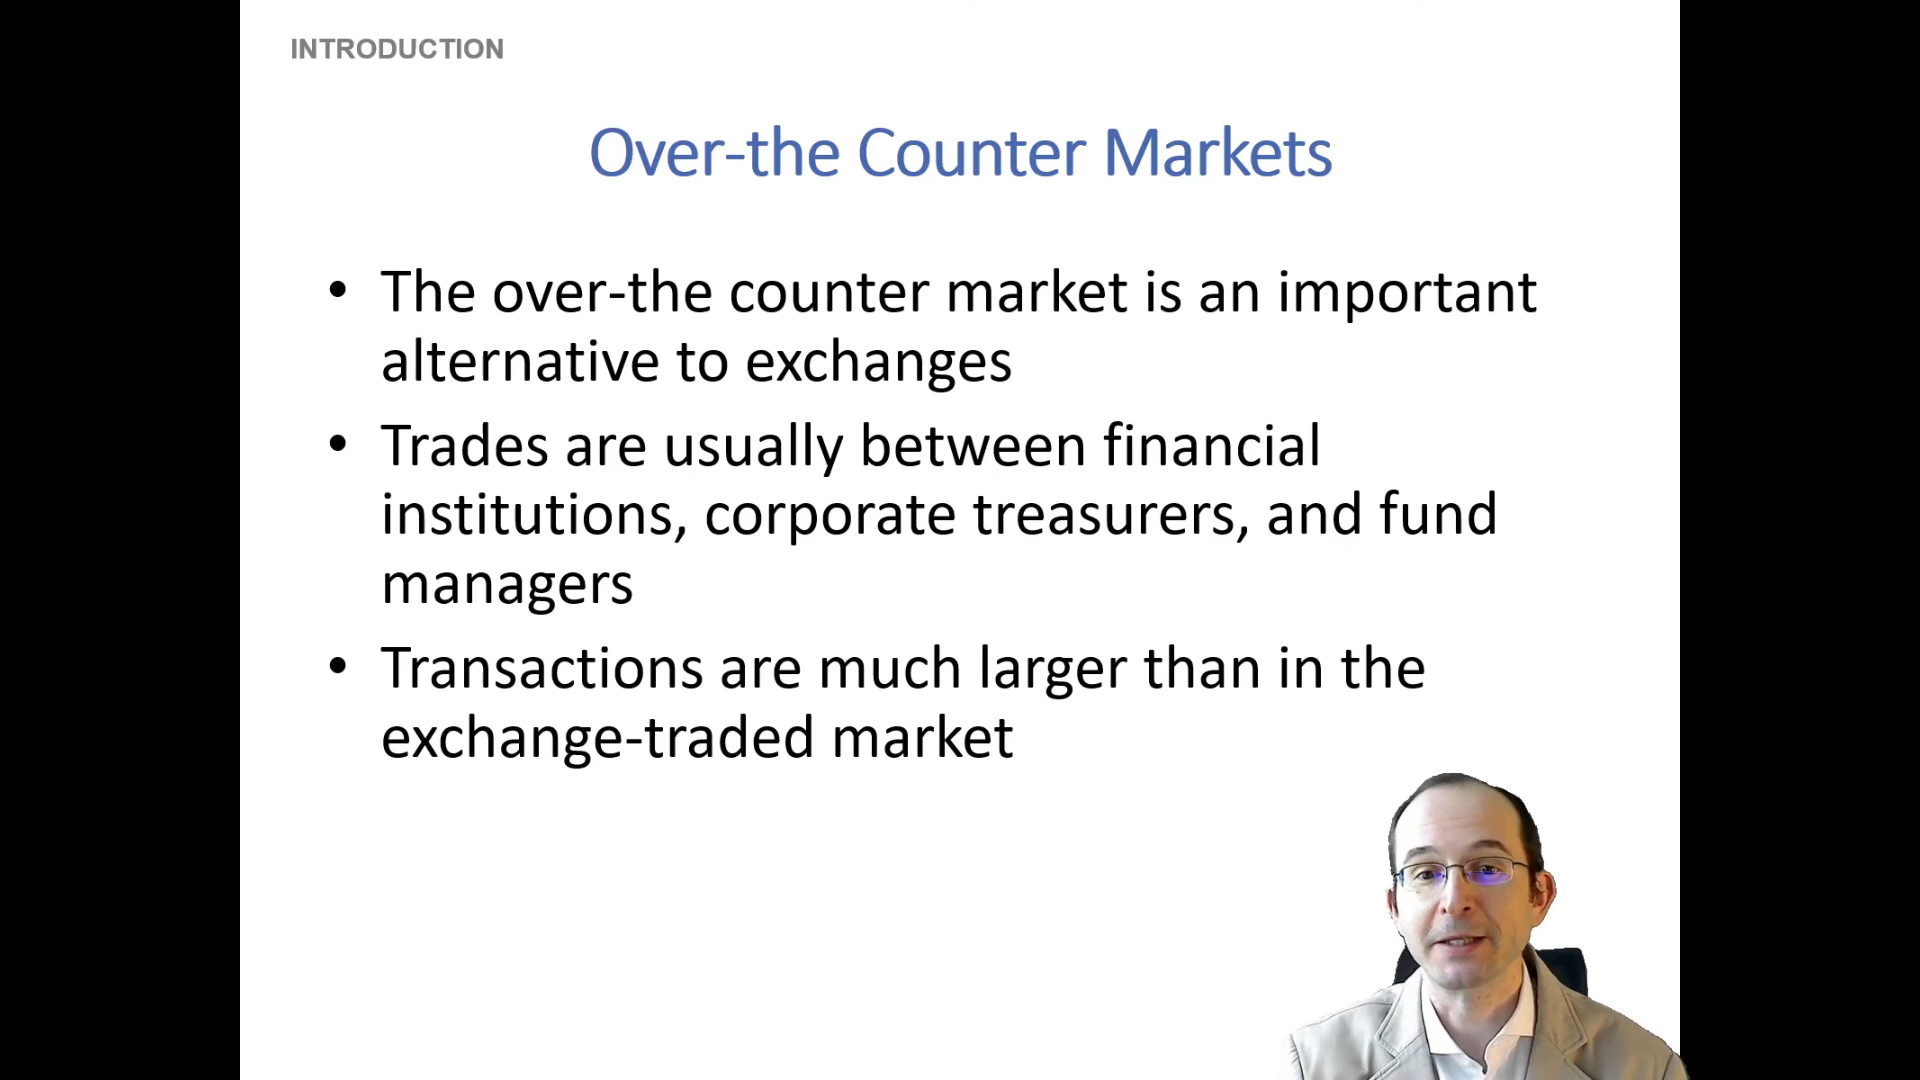 INTRODUCTION
Over-the Counter Markets
• The over-the counter market is an important
alternative to exchanges
• Trades are usually between financial
institutions, corporate treasurers, and fund
managers
• Transactions are much larger than in the
exchange-traded market